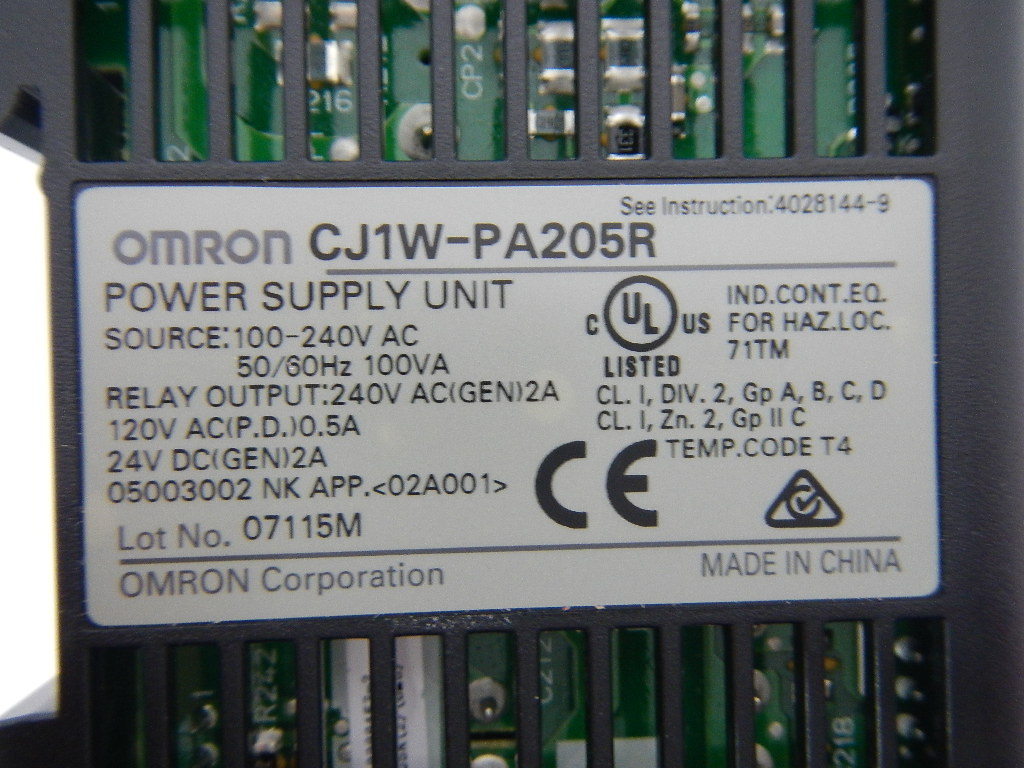 216
CP2
See Instruction:4028144-9
OMRON CJ1W-PA205R
POWER SUPPLY UNIT
SOURCE:100-240V AC
50/60Hz 100VA
RELAY OUTPUT:240V AC(GEN)2A
120V AC(P.D.)0.5A
24V DC(GEN)2A
05003002 NK APP.<02A001>
Lot No. 07115M
C UL US
LISTED
IND.CONT.EQ.
FOR HAZ.LOC.
71TM
CL. I, DIV. 2, Gp A, B, C, D
CL. I, Zn. 2, Gp II C
TEMP.CODE T4
CE
OMRON Corporation
MADE IN CHINA
R242
C212
218